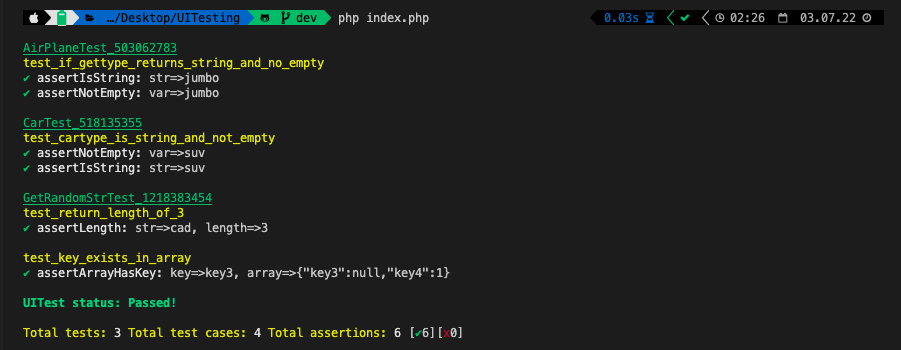 …/Desktop/UITesting dev php index.php 0.03s 02:26 03.07.22
AirPlaneTest_503062783
test_if_gettype_returns_string_and_no_empty
✔ assertIsString: str=>jumbo
✔ assertNotEmpty: var=>jumbo
CarTest_518135355
test_cartype_is_string_and_not_empty
✔ assertNotEmpty: var=>suv
✔ assertIsString: str=>suv
GetRandomStrTest_1218383454
test_return_length_of_3
✔ assertLength: str=>cad, length=>3
test_key_exists_in_array
✔ assertArrayHasKey: key=>key3, array=>{"key3":null,"key4":1}
UITest status: Passed!
Total tests: 3 Total test cases: 4 Total assertions: 6 [✔6][x0]